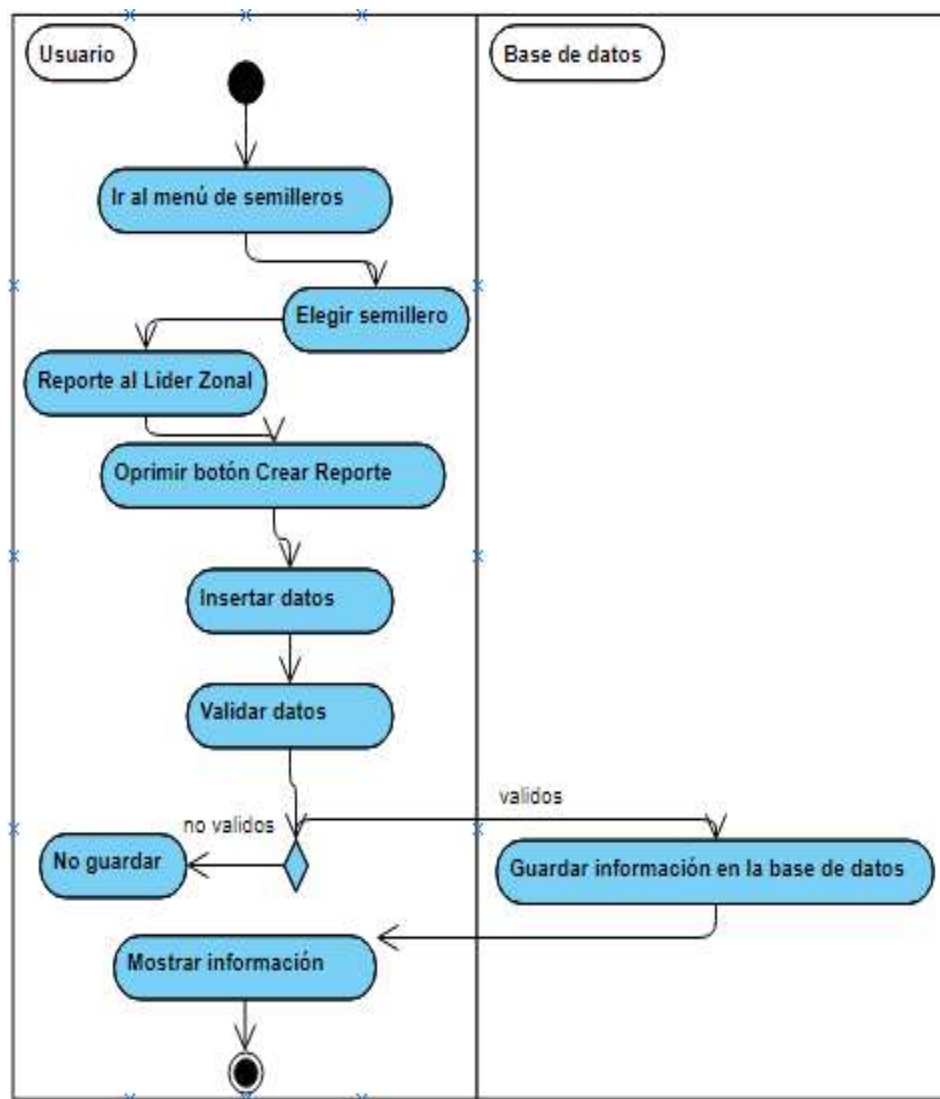 Usuario
Base de datos
Ir al menú de semilleros
Elegir semillero
Reporte al Lider Zonal
Oprimir botón Crear Reporte
Insertar datos
Validar datos
validos
no validos
No guardar
Guardar información en la base de datos
Mostrar información